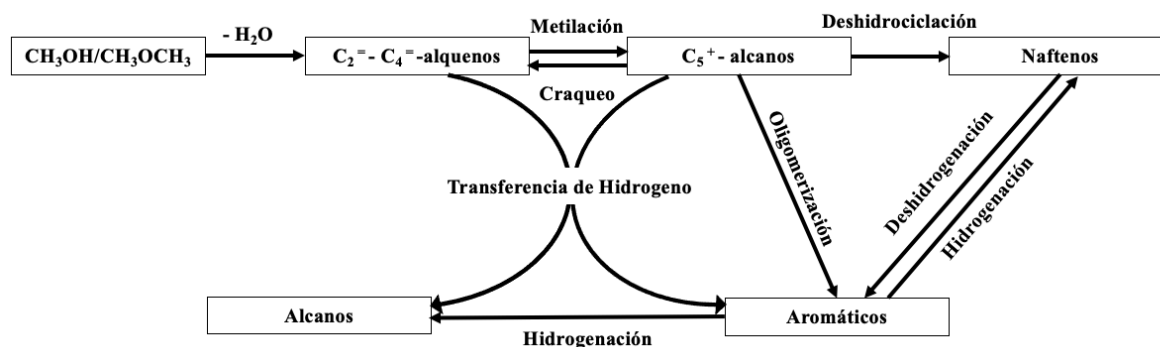 Metilación
Deshidrociclación
- H₂O
CH₃OH/CH₃OCH₃
C₂⁼- C₄⁼-alquenos
C₅⁺- alcanos
Naftenos
Craqueo
Oligomerización
Deshidrogenación
Hidrogenación
Transferencia de Hidrogeno
Alcanos
Aromáticos
Hidrogenación